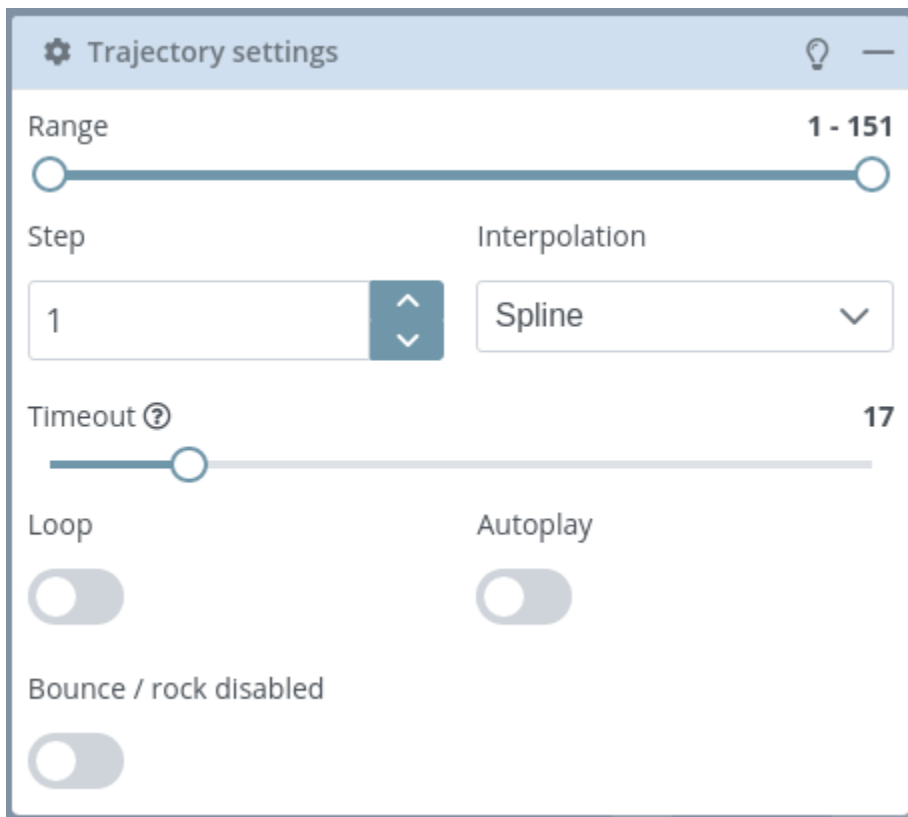 Trajectory settings
Range 1 - 151
Step Interpolation
1 Spline
Timeout ? 17
Loop Autoplay
Bounce / rock disabled